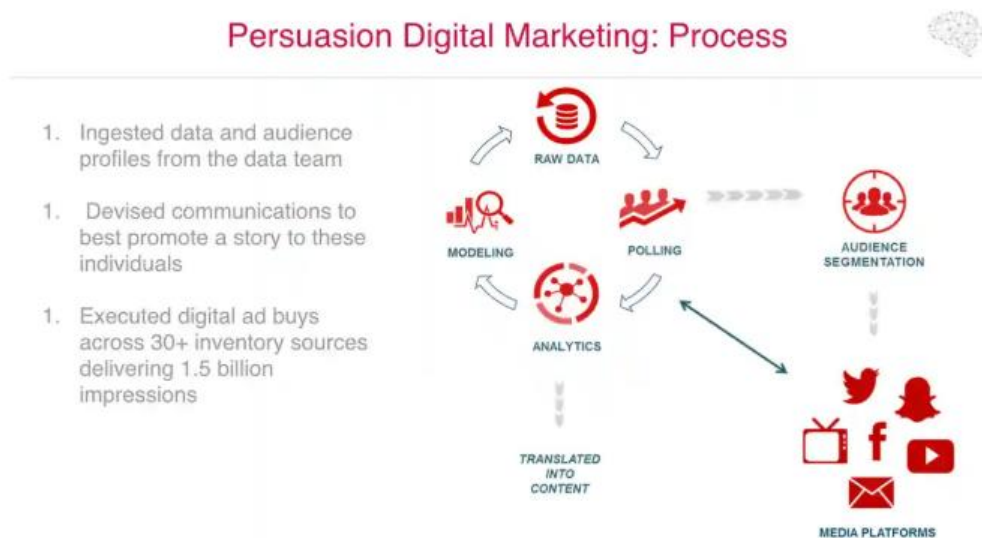 Persuasion Digital Marketing: Process
1. Ingested data and audience
profiles from the data team
1. Devised communications to
best promote a story to these
individuals
1. Executed digital ad buys
across 30+ inventory sources
delivering 1.5 billion
impressions
RAW DATA
MODELING
POLLING
ANALYTICS
TRANSLATED
INTO
CONTENT
AUDIENCE
SEGMENTATION
MEDIA PLATFORMS